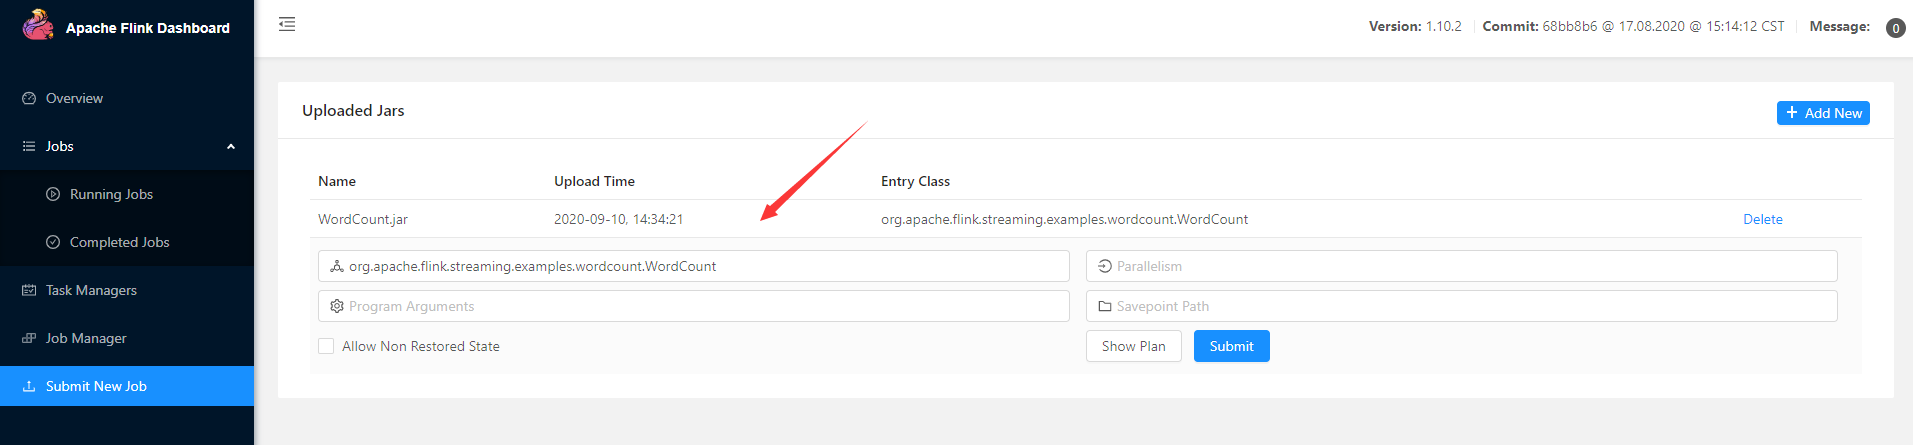 Apache Flink Dashboard
Version: 1.10.2 Commit: 68bb8b6 @ 17.08.2020 @ 15:14:12 CST Message: 0
Overview
Jobs
Running Jobs
Completed Jobs
Task Managers
Job Manager
Submit New Job
Uploaded Jars
+ Add New
Name Upload Time Entry Class
WordCount.jar 2020-09-10, 14:34:21 org.apache.flink.streaming.examples.wordcount.WordCount Delete
org.apache.flink.streaming.examples.wordcount.WordCount Parallelism
Program Arguments Savepoint Path
Allow Non Restored State Show Plan Submit